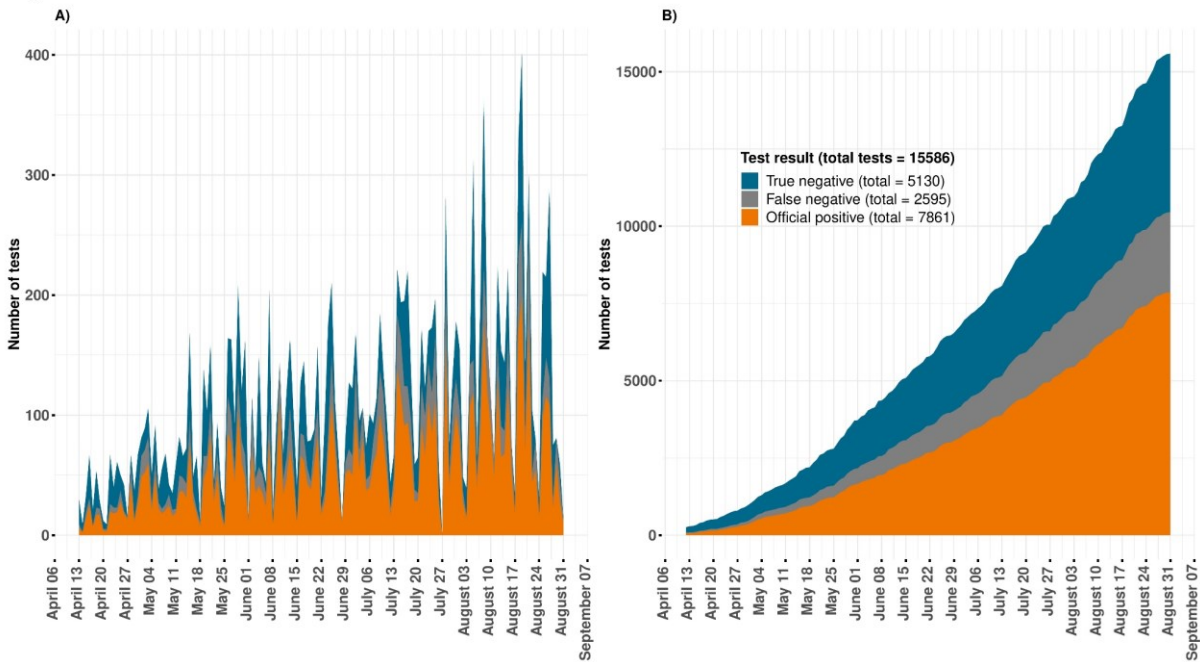 A)
Number of tests
400
300
200
100
0
April 06
April 13
April 20
April 27
May 04
May 11
May 18
May 25
June 01
June 08
June 15
June 22
June 29
July 06
July 13
July 20
July 27
August 03
August 10
August 17
August 24
August 31
September 07
B)
Number of tests
15000
10000
5000
0
Test result (total tests = 15586)
True negative (total = 5130)
False negative (total = 2595)
Official positive (total = 7861)
April 06
April 13
April 20
April 27
May 04
May 11
May 18
May 25
June 01
June 08
June 15
June 22
June 29
July 06
July 13
July 20
July 27
August 03
August 10
August 17
August 24
August 31
September 07